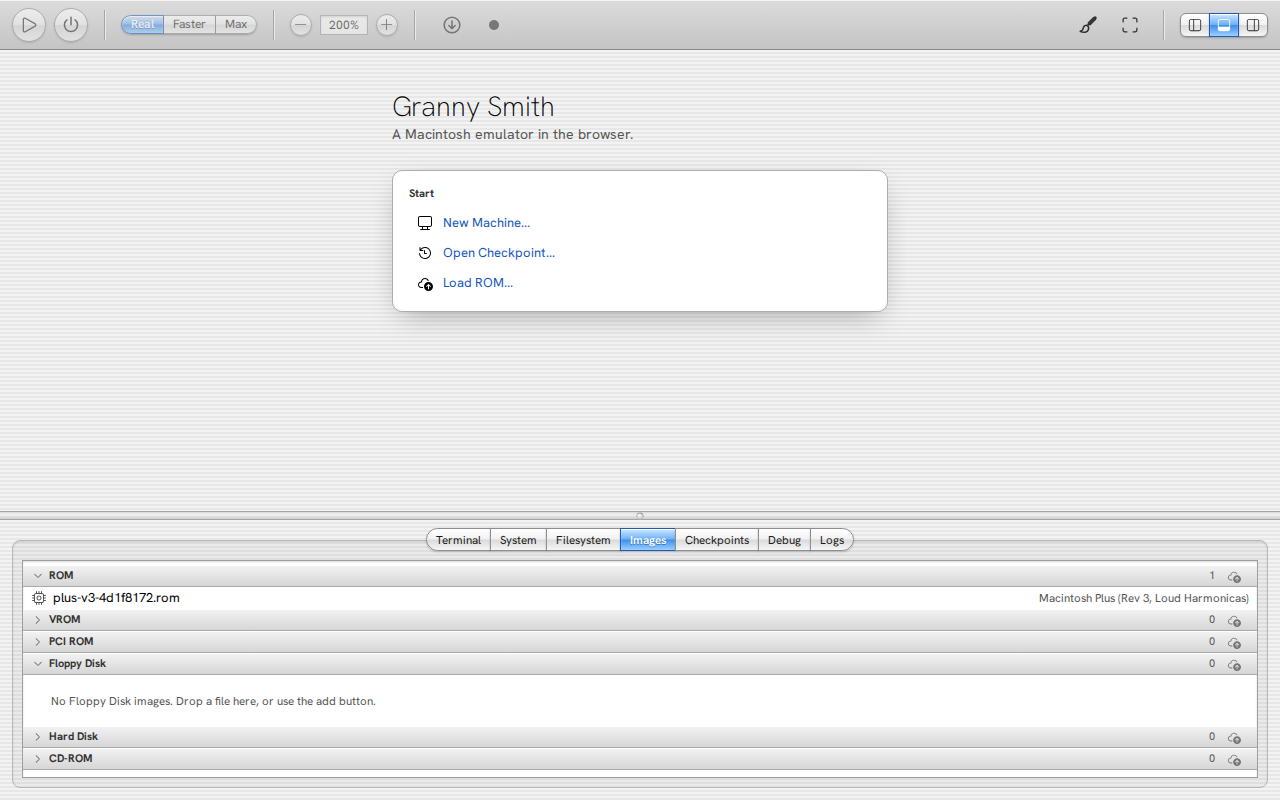 Real Faster Max 200%
Granny Smith
A Macintosh emulator in the browser.
Start
New Machine...
Open Checkpoint...
Load ROM...
Terminal System Filesystem Images Checkpoints Debug Logs
ROM 1
plus-v3-4d1f8172.rom Macintosh Plus (Rev 3, Loud Harmonicas)
VROM 0
PCI ROM 0
Floppy Disk 0
No Floppy Disk images. Drop a file here, or use the add button.
Hard Disk 0
CD-ROM 0